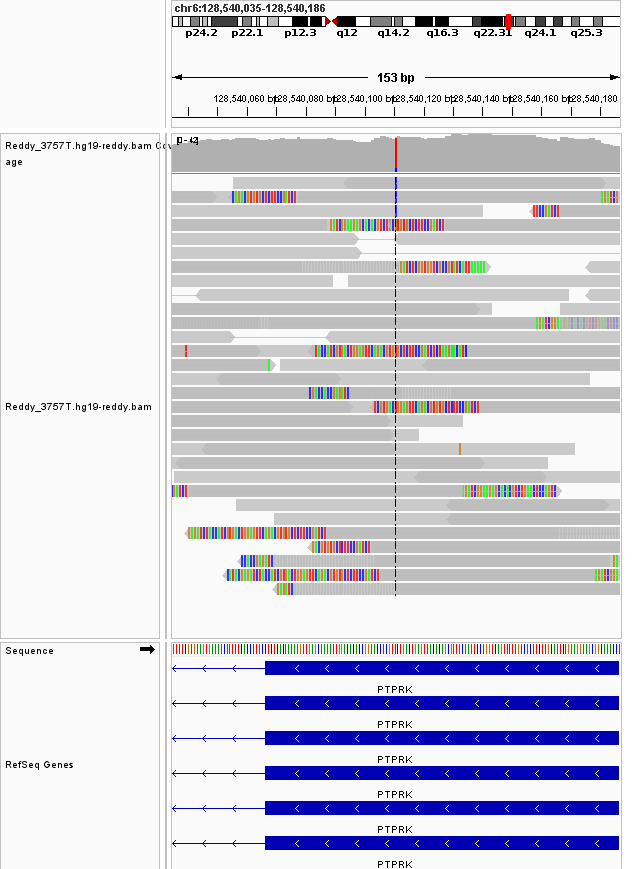 chr6:128,540,035-128,540,186
p24.2 p22.1 p12.3 q12 q14.2 q16.3 q22.31 q24.1 q25.3
153 bp
128,540,060 bp 128,540,080 bp 128,540,100 bp 128,540,120 bp 128,540,140 bp 128,540,160 bp 128,540,180
Reddy_3757T.hg19-reddy.bam Cov
age
Reddy_3757T.hg19-reddy.bam
Sequence
PTPRK
PTPRK
PTPRK
RefSeq Genes
PTPRK
PTPRK
PTPRK